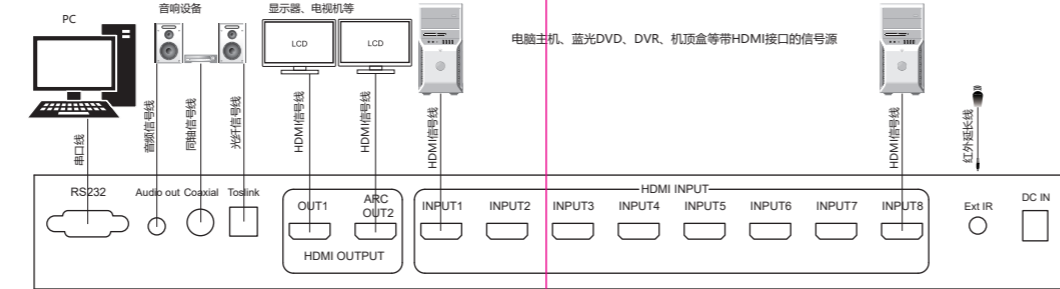 PC
音响设备
显示器、电视机等
LCD
LCD
电脑主机、蓝光DVD、DVR、机顶盒等带HDMI接口的信号源
串口线
音频信号线
同轴信号线
光纤信号线
HDMI信号线
HDMI信号线
HDMI信号线
HDMI信号线
红外延长线
RS232
Audio out
Coaxial
Toslink
OUT1
ARC
OUT2
HDMI OUTPUT
HDMI INPUT
INPUT1
INPUT2
INPUT3
INPUT4
INPUT5
INPUT6
INPUT7
INPUT8
Ext IR
DC IN